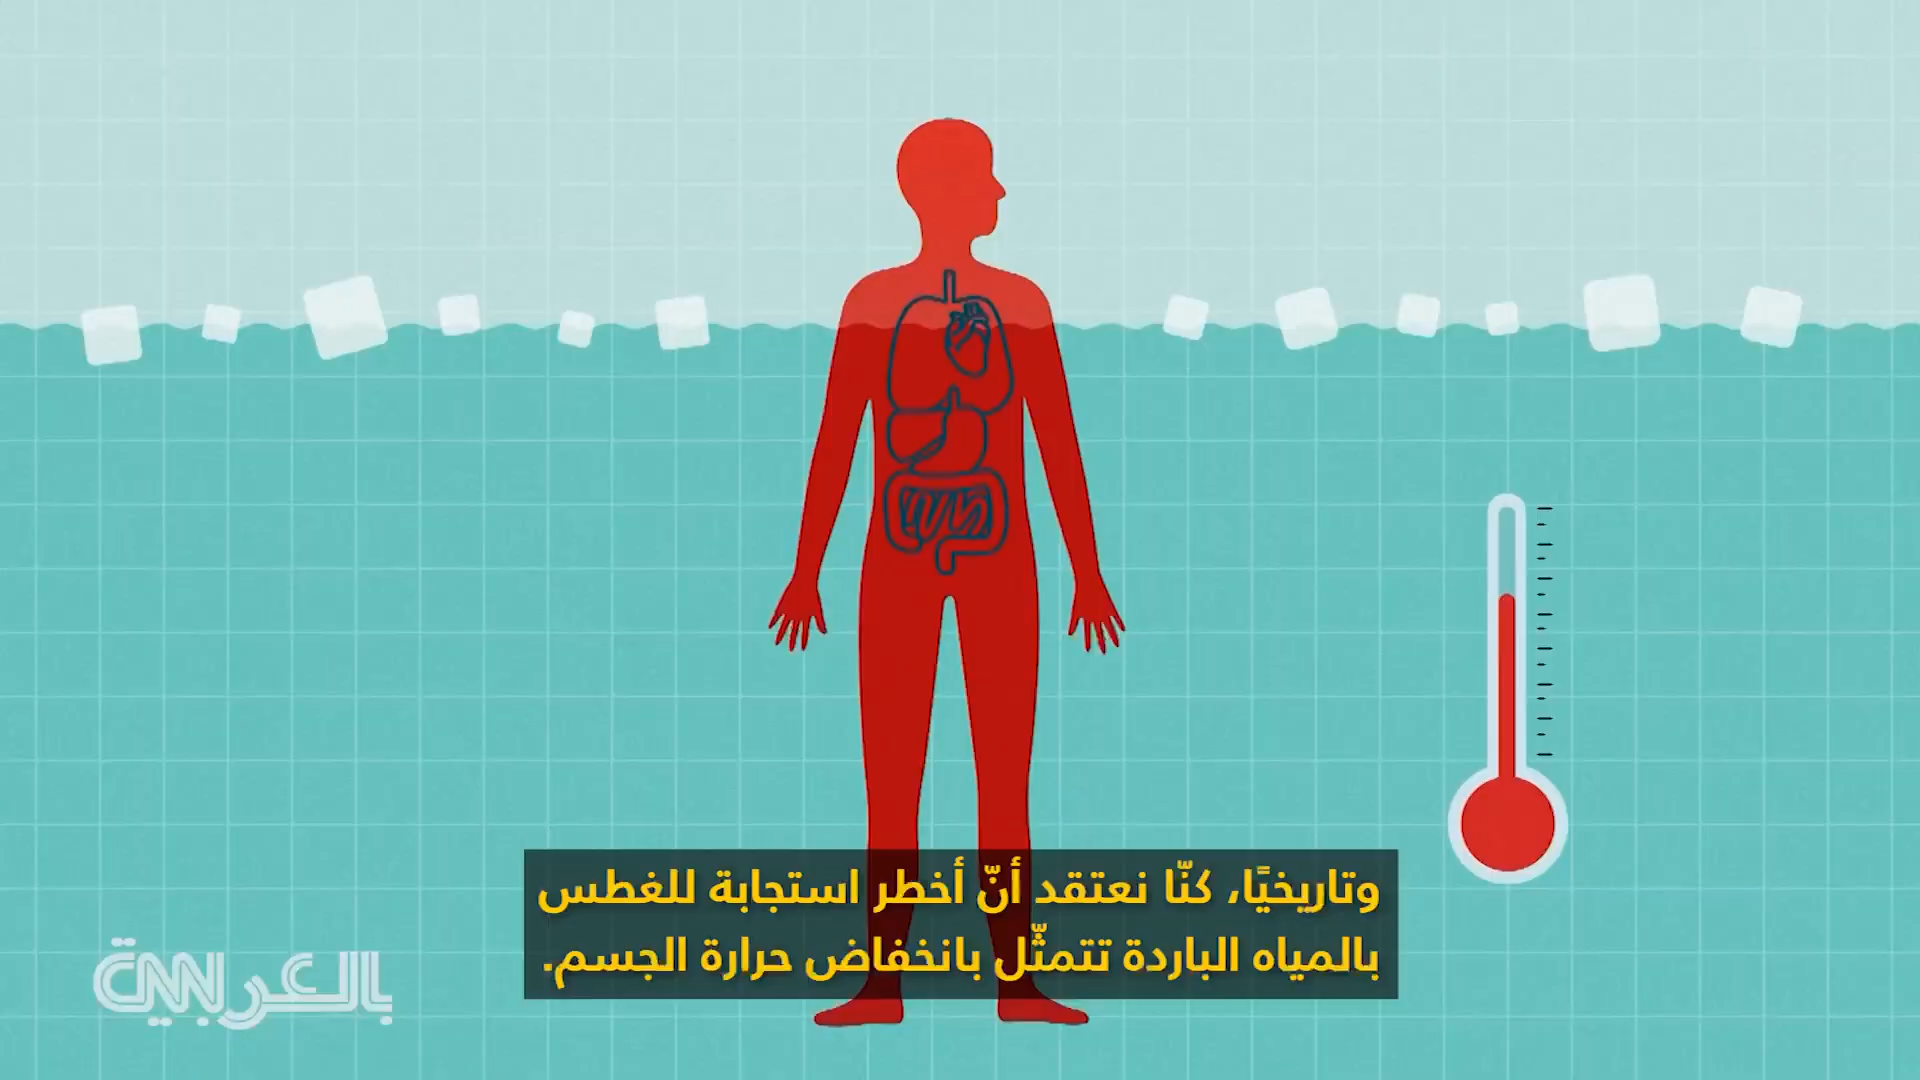 وتاريخيًا، كنّا نعتقد أنّ أخطر استجابة للغطس
بالمياه الباردة تتمثّل بانخفاض حرارة الجسم.
CNN بالعربية